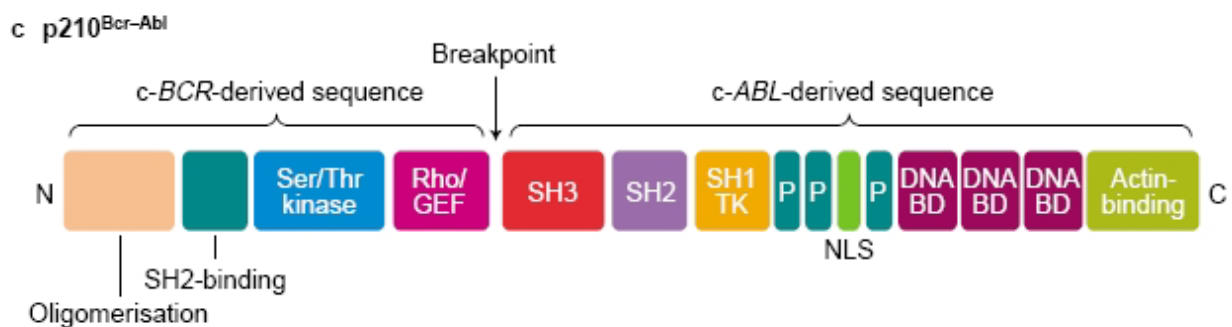 c p210Bcr–Abl
Breakpoint
c-BCR-derived sequence
c-ABL-derived sequence
N
Ser/Thr
kinase
Rho/
GEF
SH3
SH2
SH1
TK
P
P
P
DNA
BD
DNA
BD
DNA
BD
Actin-
binding
C
NLS
SH2-binding
Oligomerisation